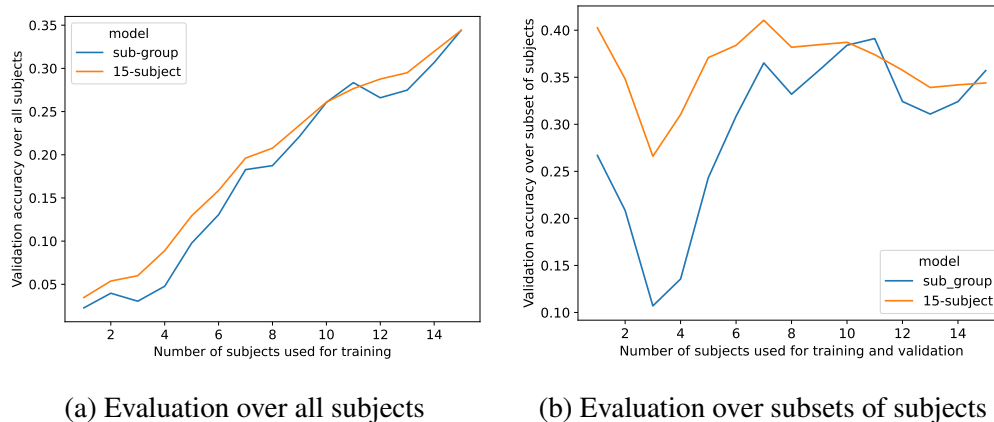 0.35
0.30
0.25
0.20
0.15
0.10
0.05
Validation accuracy over all subjects
model
sub-group
15-subject
2 4 6 8 10 12 14
Number of subjects used for training
(a) Evaluation over all subjects
0.40
0.35
0.30
0.25
0.20
0.15
0.10
Validation accuracy over subset of subjects
model
sub_group
15-subject
2 4 6 8 10 12 14
Number of subjects used for training and validation
(b) Evaluation over subsets of subjects